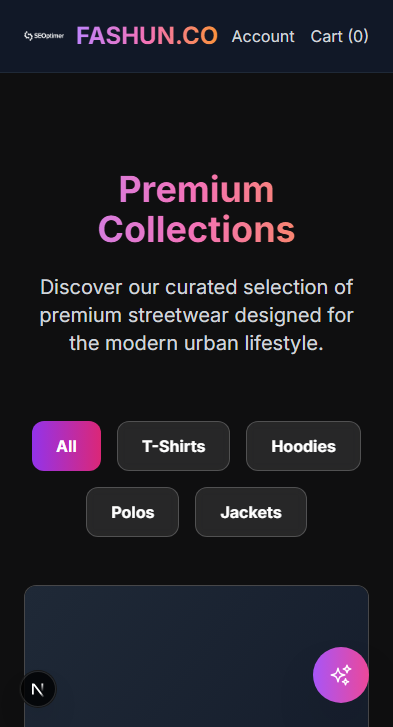 SEOptimer
FASHUN.CO
Account
Cart (0)
Premium
Collections
Discover our curated selection of
premium streetwear designed for
the modern urban lifestyle.
All
T-Shirts
Hoodies
Polos
Jackets
N